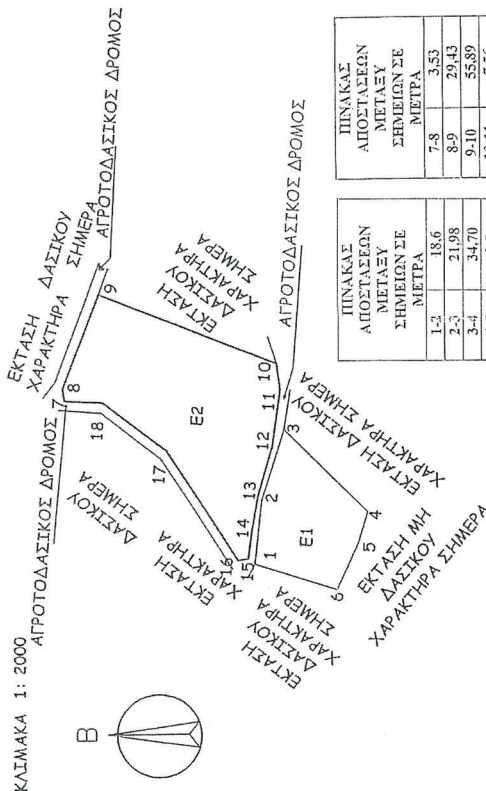 ΚΛΙΜΑΚΑ 1: 2000
Β
ΑΓΡΟΤΟΔΑΣΙΚΟΣ ΔΡΟΜΟΣ
ΕΚΤΑΣΗ ΔΑΣΙΚΟΥ
ΧΑΡΑΚΤΗΡΑ ΣΗΜΕΡΑ
ΑΓΡΟΤΟΔΑΣΙΚΟΣ ΔΡΟΜΟΣ
7
8
9
18
17
Ε2
ΕΚΤΑΣΗ
ΔΑΣΙΚΟΥ
ΧΑΡΑΚΤΗΡΑ
ΣΗΜΕΡΑ
ΔΑΣΙΚΟΥ
ΣΗΜΕΡΑ
ΕΚΤΑΣΗ
ΧΑΡΑΚΤΗΡΑ
16
15
14
13
12
11
10
ΑΓΡΟΤΟΔΑΣΙΚΟΣ ΔΡΟΜΟΣ
1
2
3
Ε1
4
5
6
ΕΚΤΑΣΗ
ΔΑΣΙΚΟΥ
ΧΑΡΑΚΤΗΡΑ
ΣΗΜΕΡΑ
ΕΚΤΑΣΗ ΔΑΣΙΚΟΥ
ΧΑΡΑΚΤΗΡΑ ΣΗΜΕΡΑ
ΕΚΤΑΣΗ ΜΗ
ΔΑΣΙΚΟΥ
ΧΑΡΑΚΤΗΡΑ ΣΗΜΕΡΑ
ΠΙΝΑΚΑΣ
ΑΠΟΣΤΑΣΕΩΝ
ΜΕΤΑΞΥ
ΣΗΜΕΙΩΝ ΣΕ
ΜΕΤΡΑ
1-2 18,6
2-3 21,98
3-4 34,70
ΠΙΝΑΚΑΣ
ΑΠΟΣΤΑΣΕΩΝ
ΜΕΤΑΞΥ
ΣΗΜΕΙΩΝ ΣΕ
ΜΕΤΡΑ
7-8 3,53
8-9 29,43
9-10 55,89